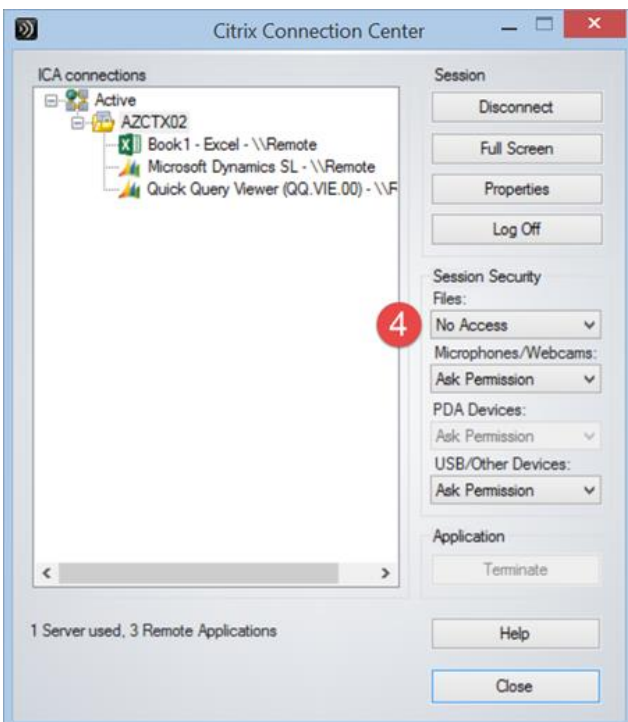 Citrix Connection Center
ICA connections
Active
AZCTX02
Book1 - Excel - \\Remote
Microsoft Dynamics SL - \\Remote
Quick Query Viewer (QQ.VIE.00) - \\R
1 Server used, 3 Remote Applications
Session
Disconnect
Full Screen
Properties
Log Off
Session Security
Files:
4
No Access
Microphones/Webcams:
Ask Permission
PDA Devices:
Ask Permission
USB/Other Devices:
Ask Permission
Application
Terminate
Help
Close